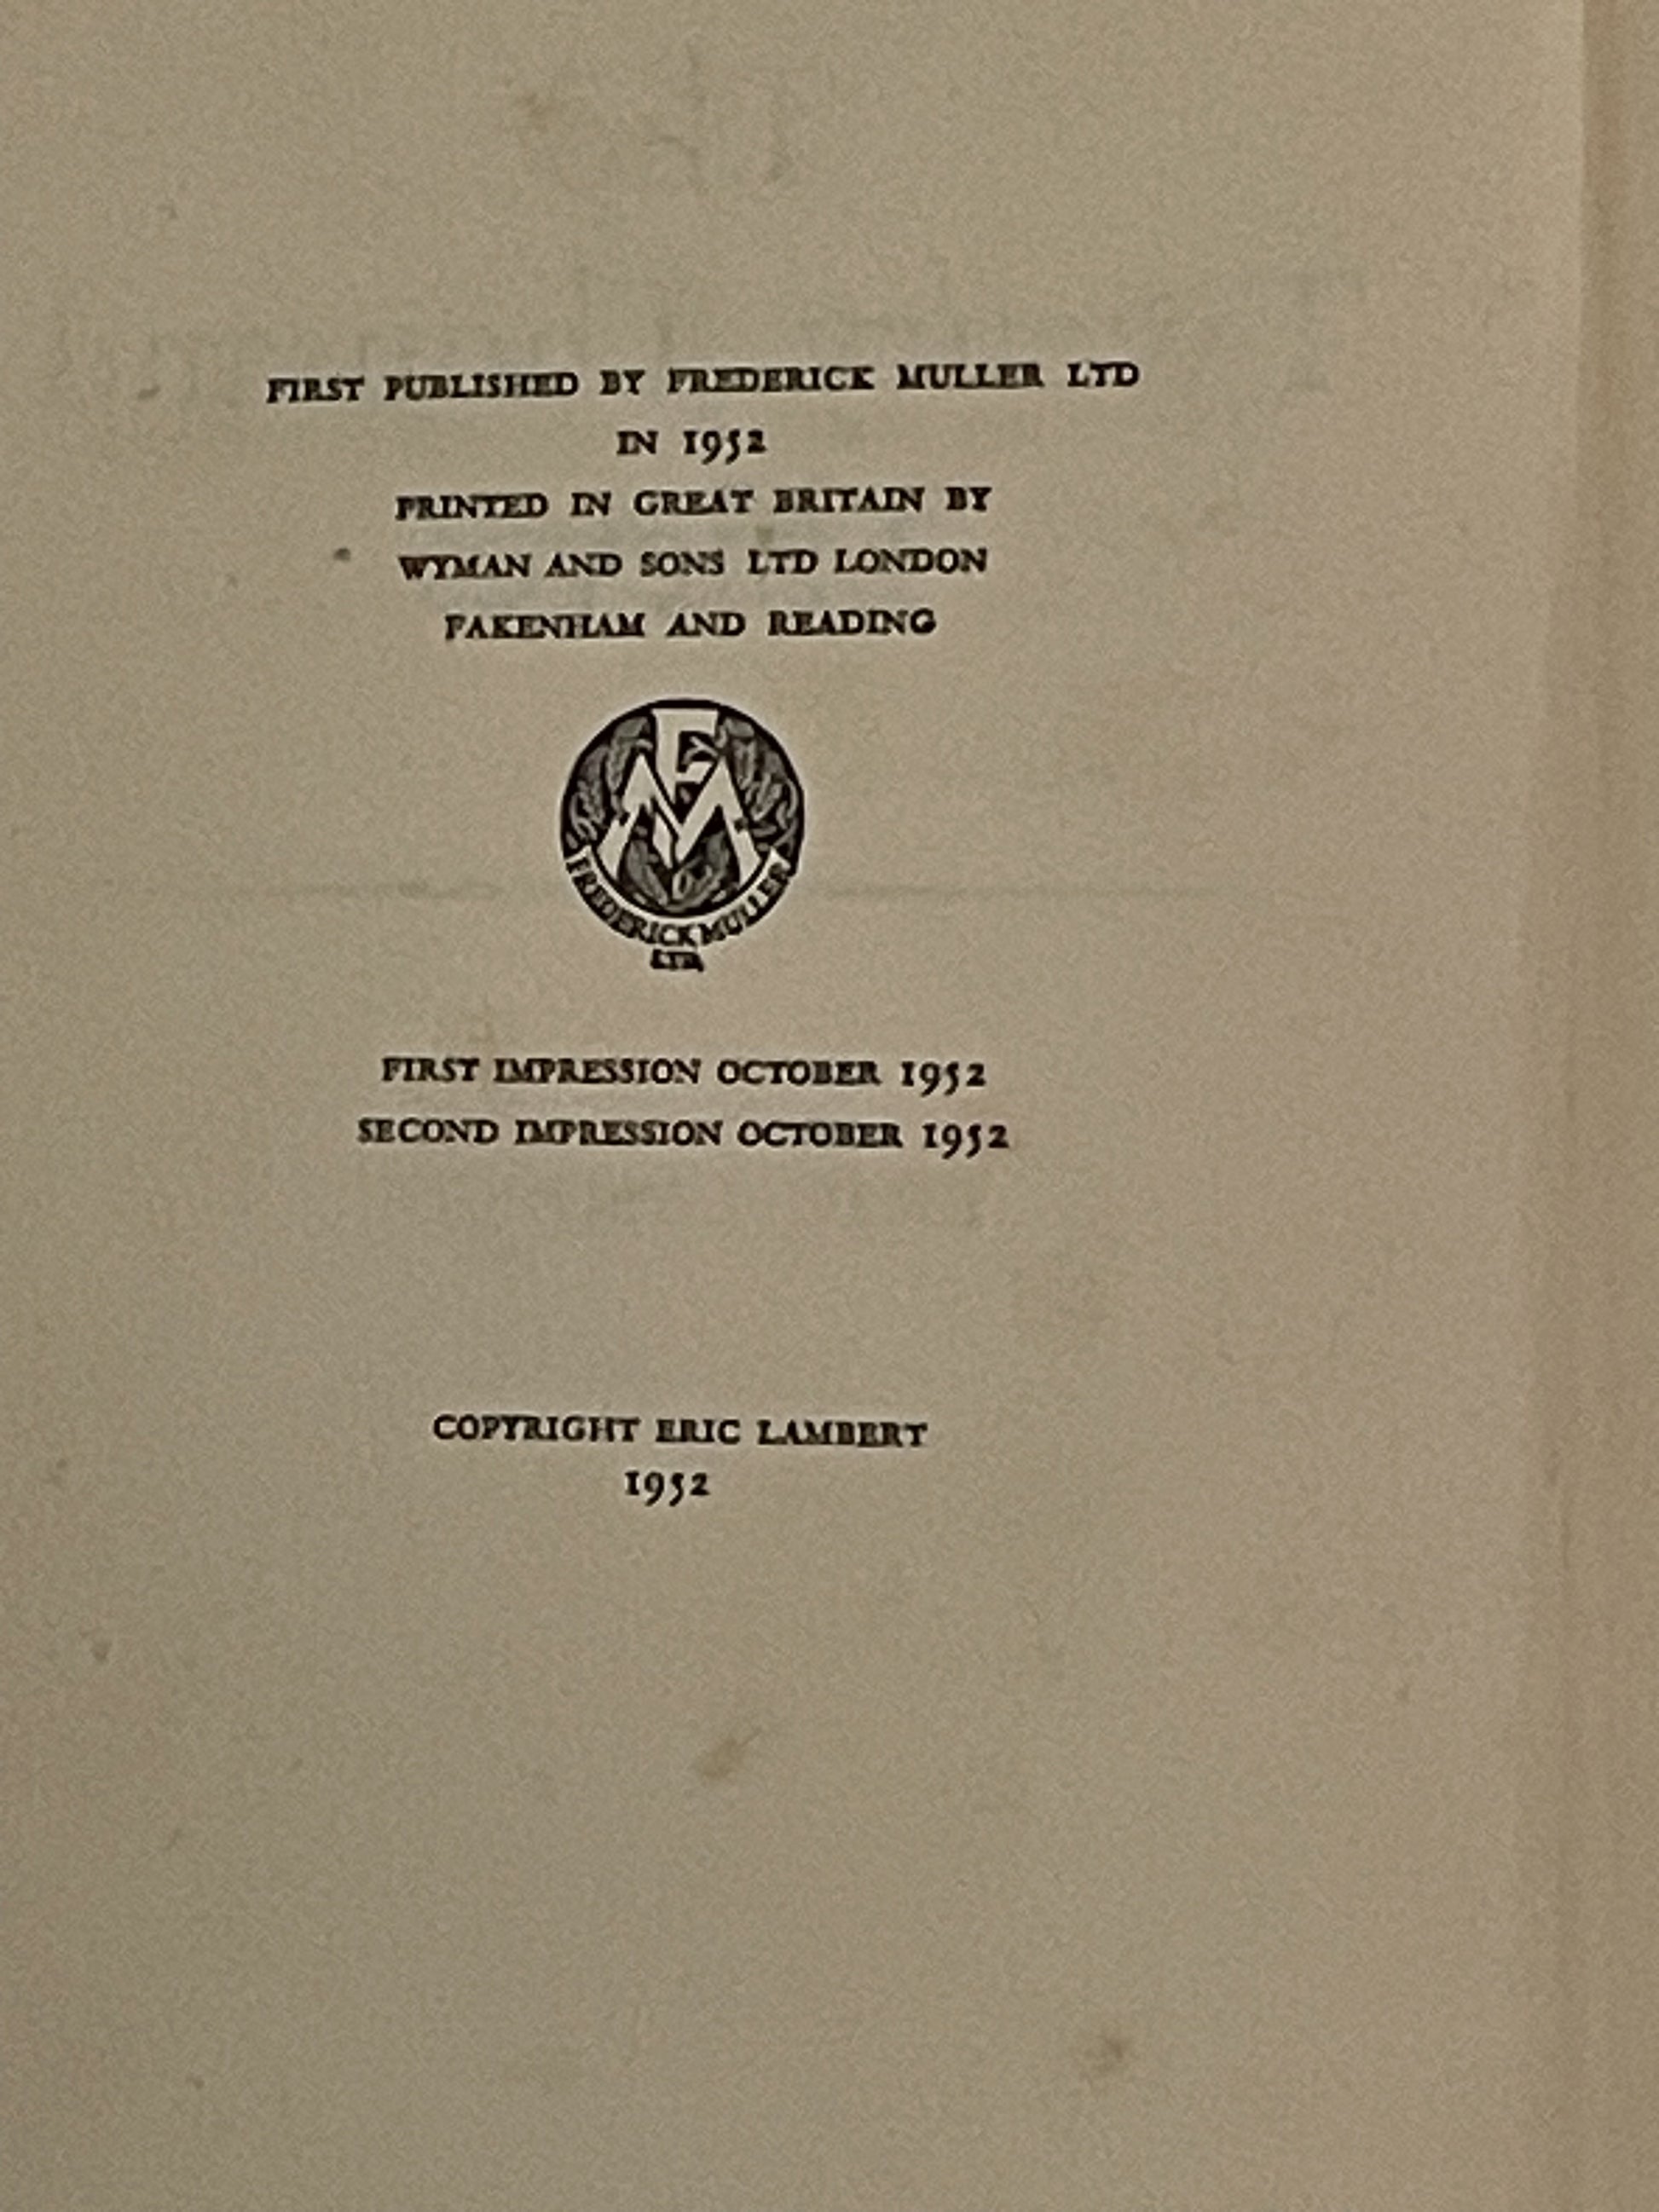 FIRST PUBLISHED BY FREDERICK MULLER LTD
IN 1952
PRINTED IN GREAT BRITAIN BY
WYMAN AND SONS LTD LONDON
FAKENHAM AND READING
FM
FREDERICK MULLER
LTD
FIRST IMPRESSION OCTOBER 1952
SECOND IMPRESSION OCTOBER 1952
COPYRIGHT ERIC LAMBERT
1952